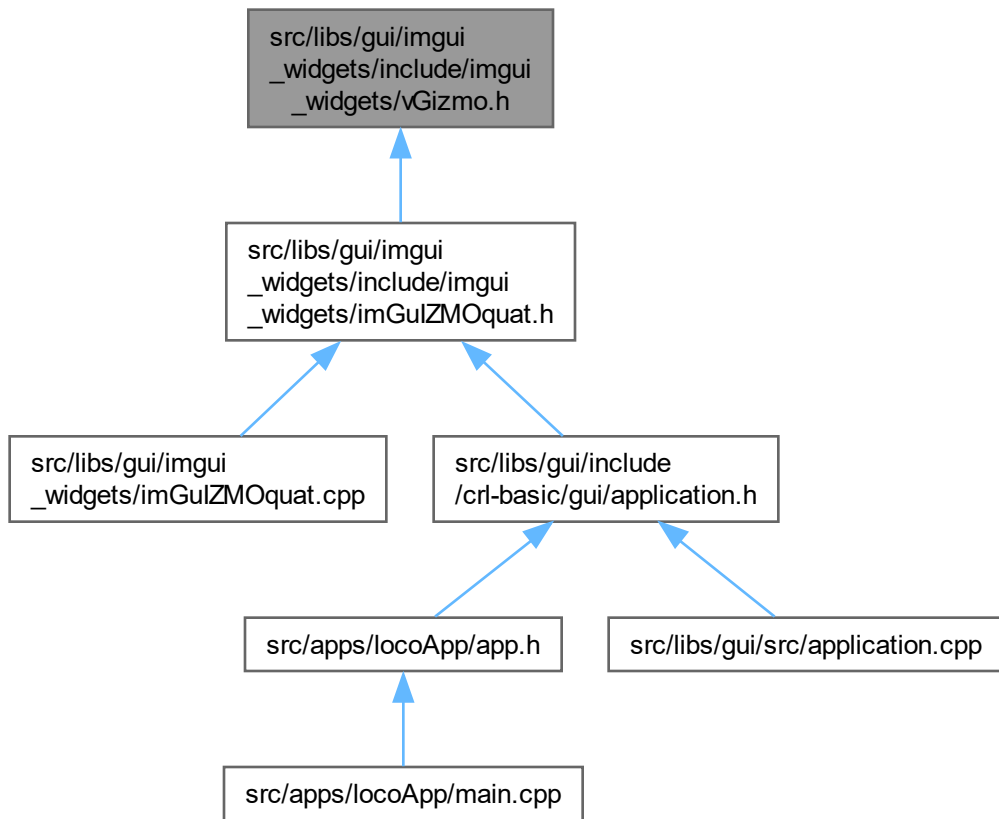 src/libs/gui/imgui
_widgets/include/imgui
_widgets/vGizmo.h
src/libs/gui/imgui
_widgets/include/imgui
_widgets/imGuIZMOquat.h
src/libs/gui/imgui
_widgets/imGuIZMOquat.cpp
src/libs/gui/include
/crl-basic/gui/application.h
src/apps/locoApp/app.h
src/libs/gui/src/application.cpp
src/apps/locoApp/main.cpp